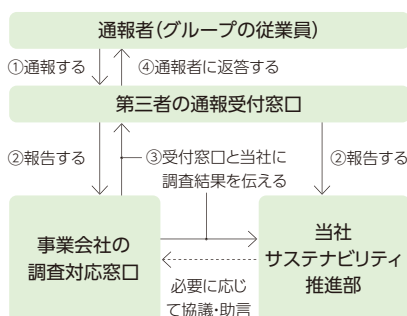 通報者(グループの従業員)
①通報する
④通報者に返答する
第三者の通報受付窓口
②報告する
③受付窓口と当社に
調査結果を伝える
②報告する
事業会社の
調査対応窓口
必要に応じ
て協議・助言
当社
サステナビリティ
推進部